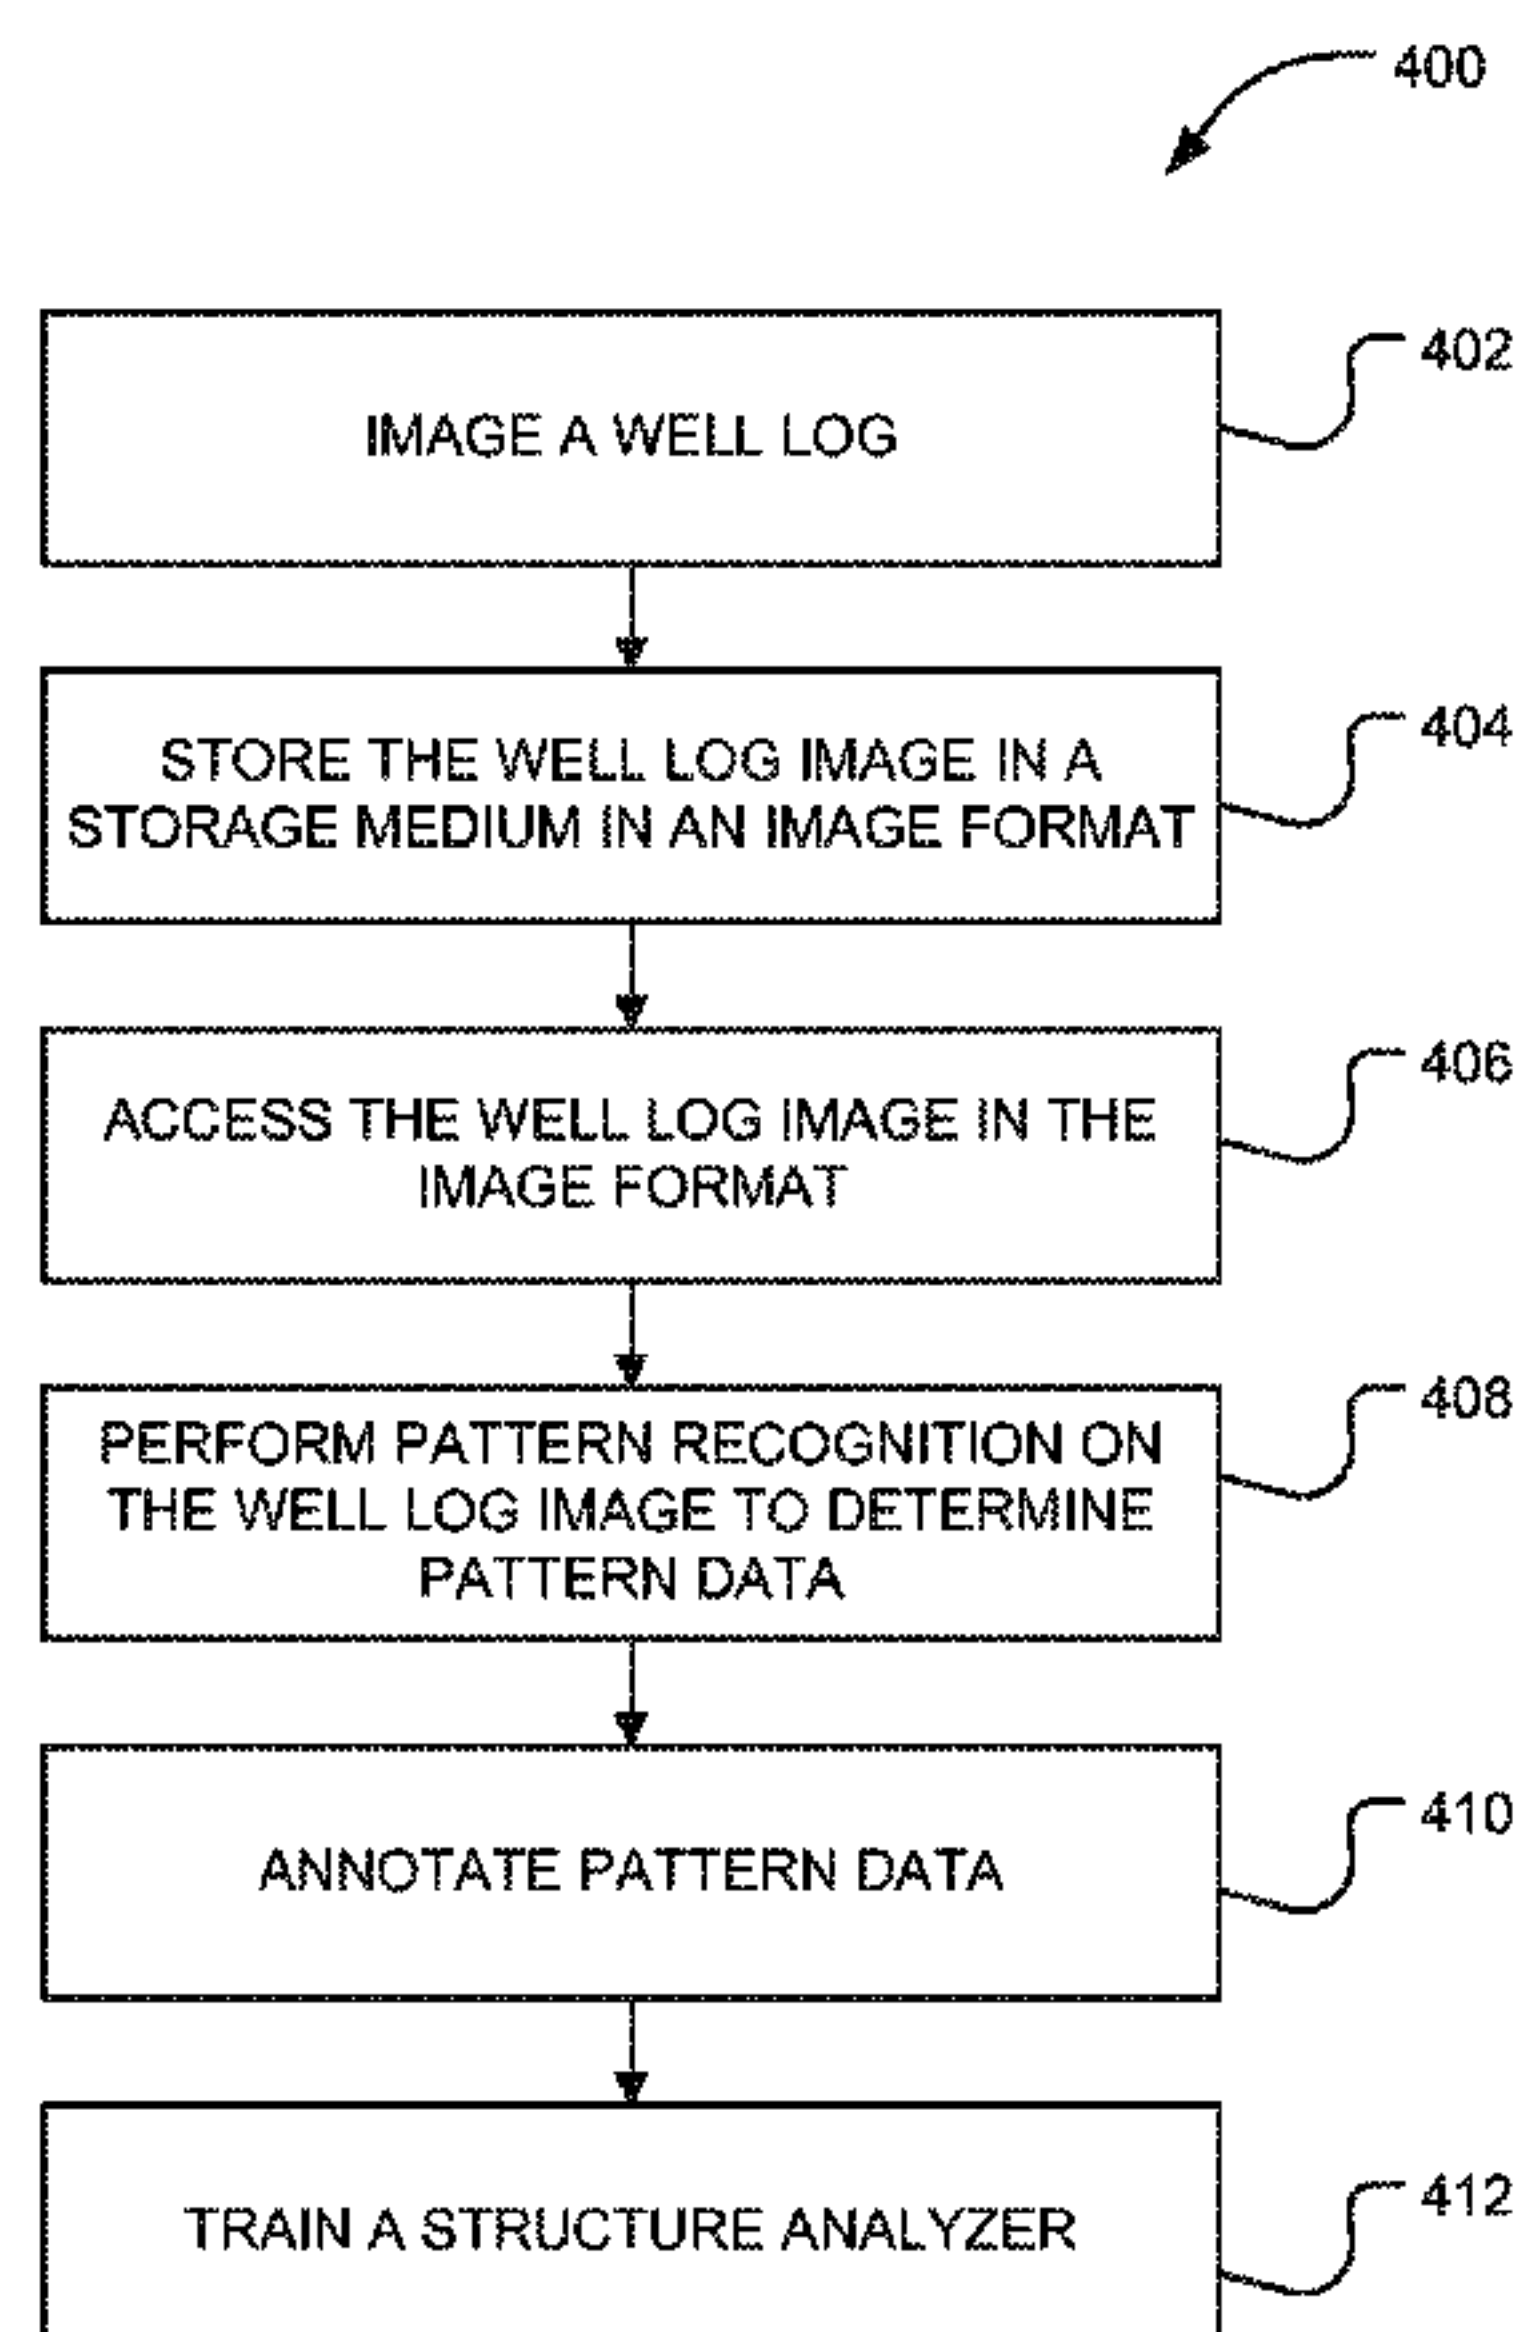 400
IMAGE A WELL LOG
402
STORE THE WELL LOG IMAGE IN A
STORAGE MEDIUM IN AN IMAGE FORMAT
404
ACCESS THE WELL LOG IMAGE IN THE
IMAGE FORMAT
406
PERFORM PATTERN RECOGNITION ON
THE WELL LOG IMAGE TO DETERMINE
PATTERN DATA
408
ANNOTATE PATTERN DATA
410
TRAIN A STRUCTURE ANALYZER
412